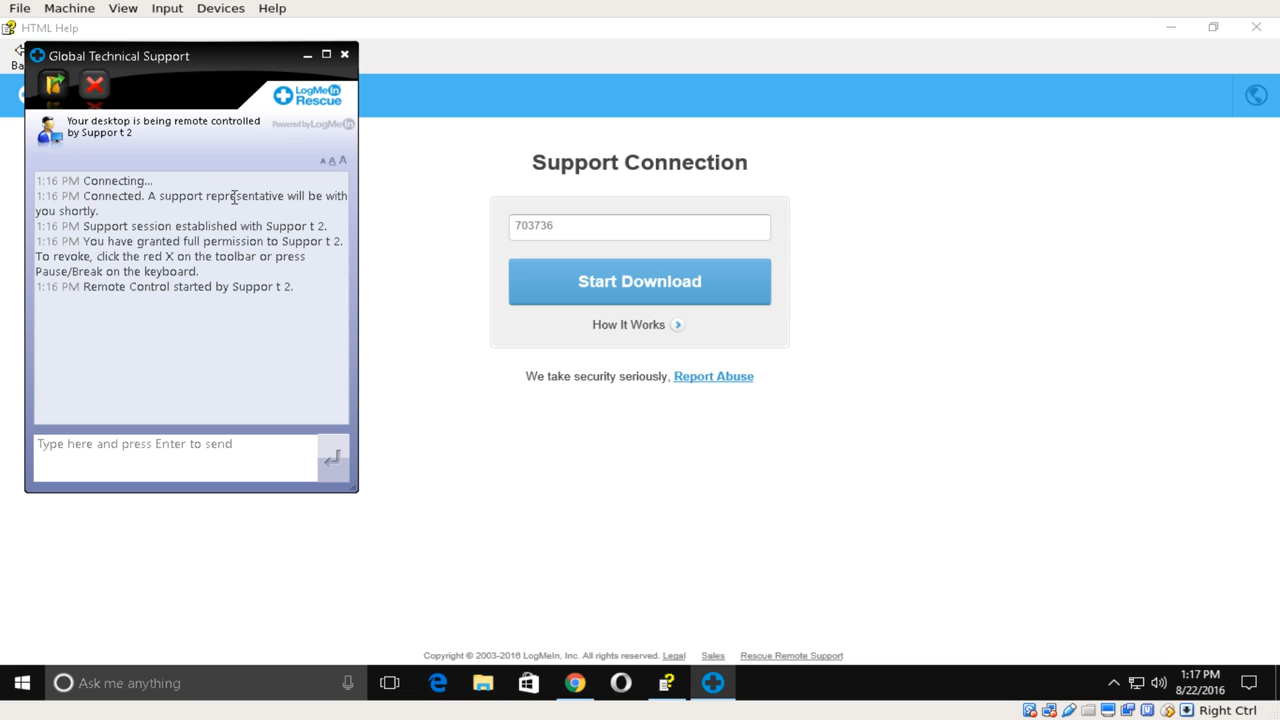 File Machine View Input Devices Help
HTML Help
Ba
Global Technical Support
LogMeIn
Rescue
Your desktop is being remote controlled
by Suppor t 2
Powered by LogMeIn
A A A
1:16 PM Connecting...
1:16 PM Connected. A support representative will be with
you shortly.
1:16 PM Support session established with Suppor t 2.
1:16 PM You have granted full permission to Suppor t 2.
To revoke, click the red X on the toolbar or press
Pause/Break on the keyboard.
1:16 PM Remote Control started by Suppor t 2.
Type here and press Enter to send
Support Connection
703736
Start Download
How It Works
We take security seriously, Report Abuse
Copyright © 2003-2016 LogMeIn, Inc. All rights reserved. Legal Sales Rescue Remote Support
Ask me anything
1:17 PM
8/22/2016
Right Ctrl